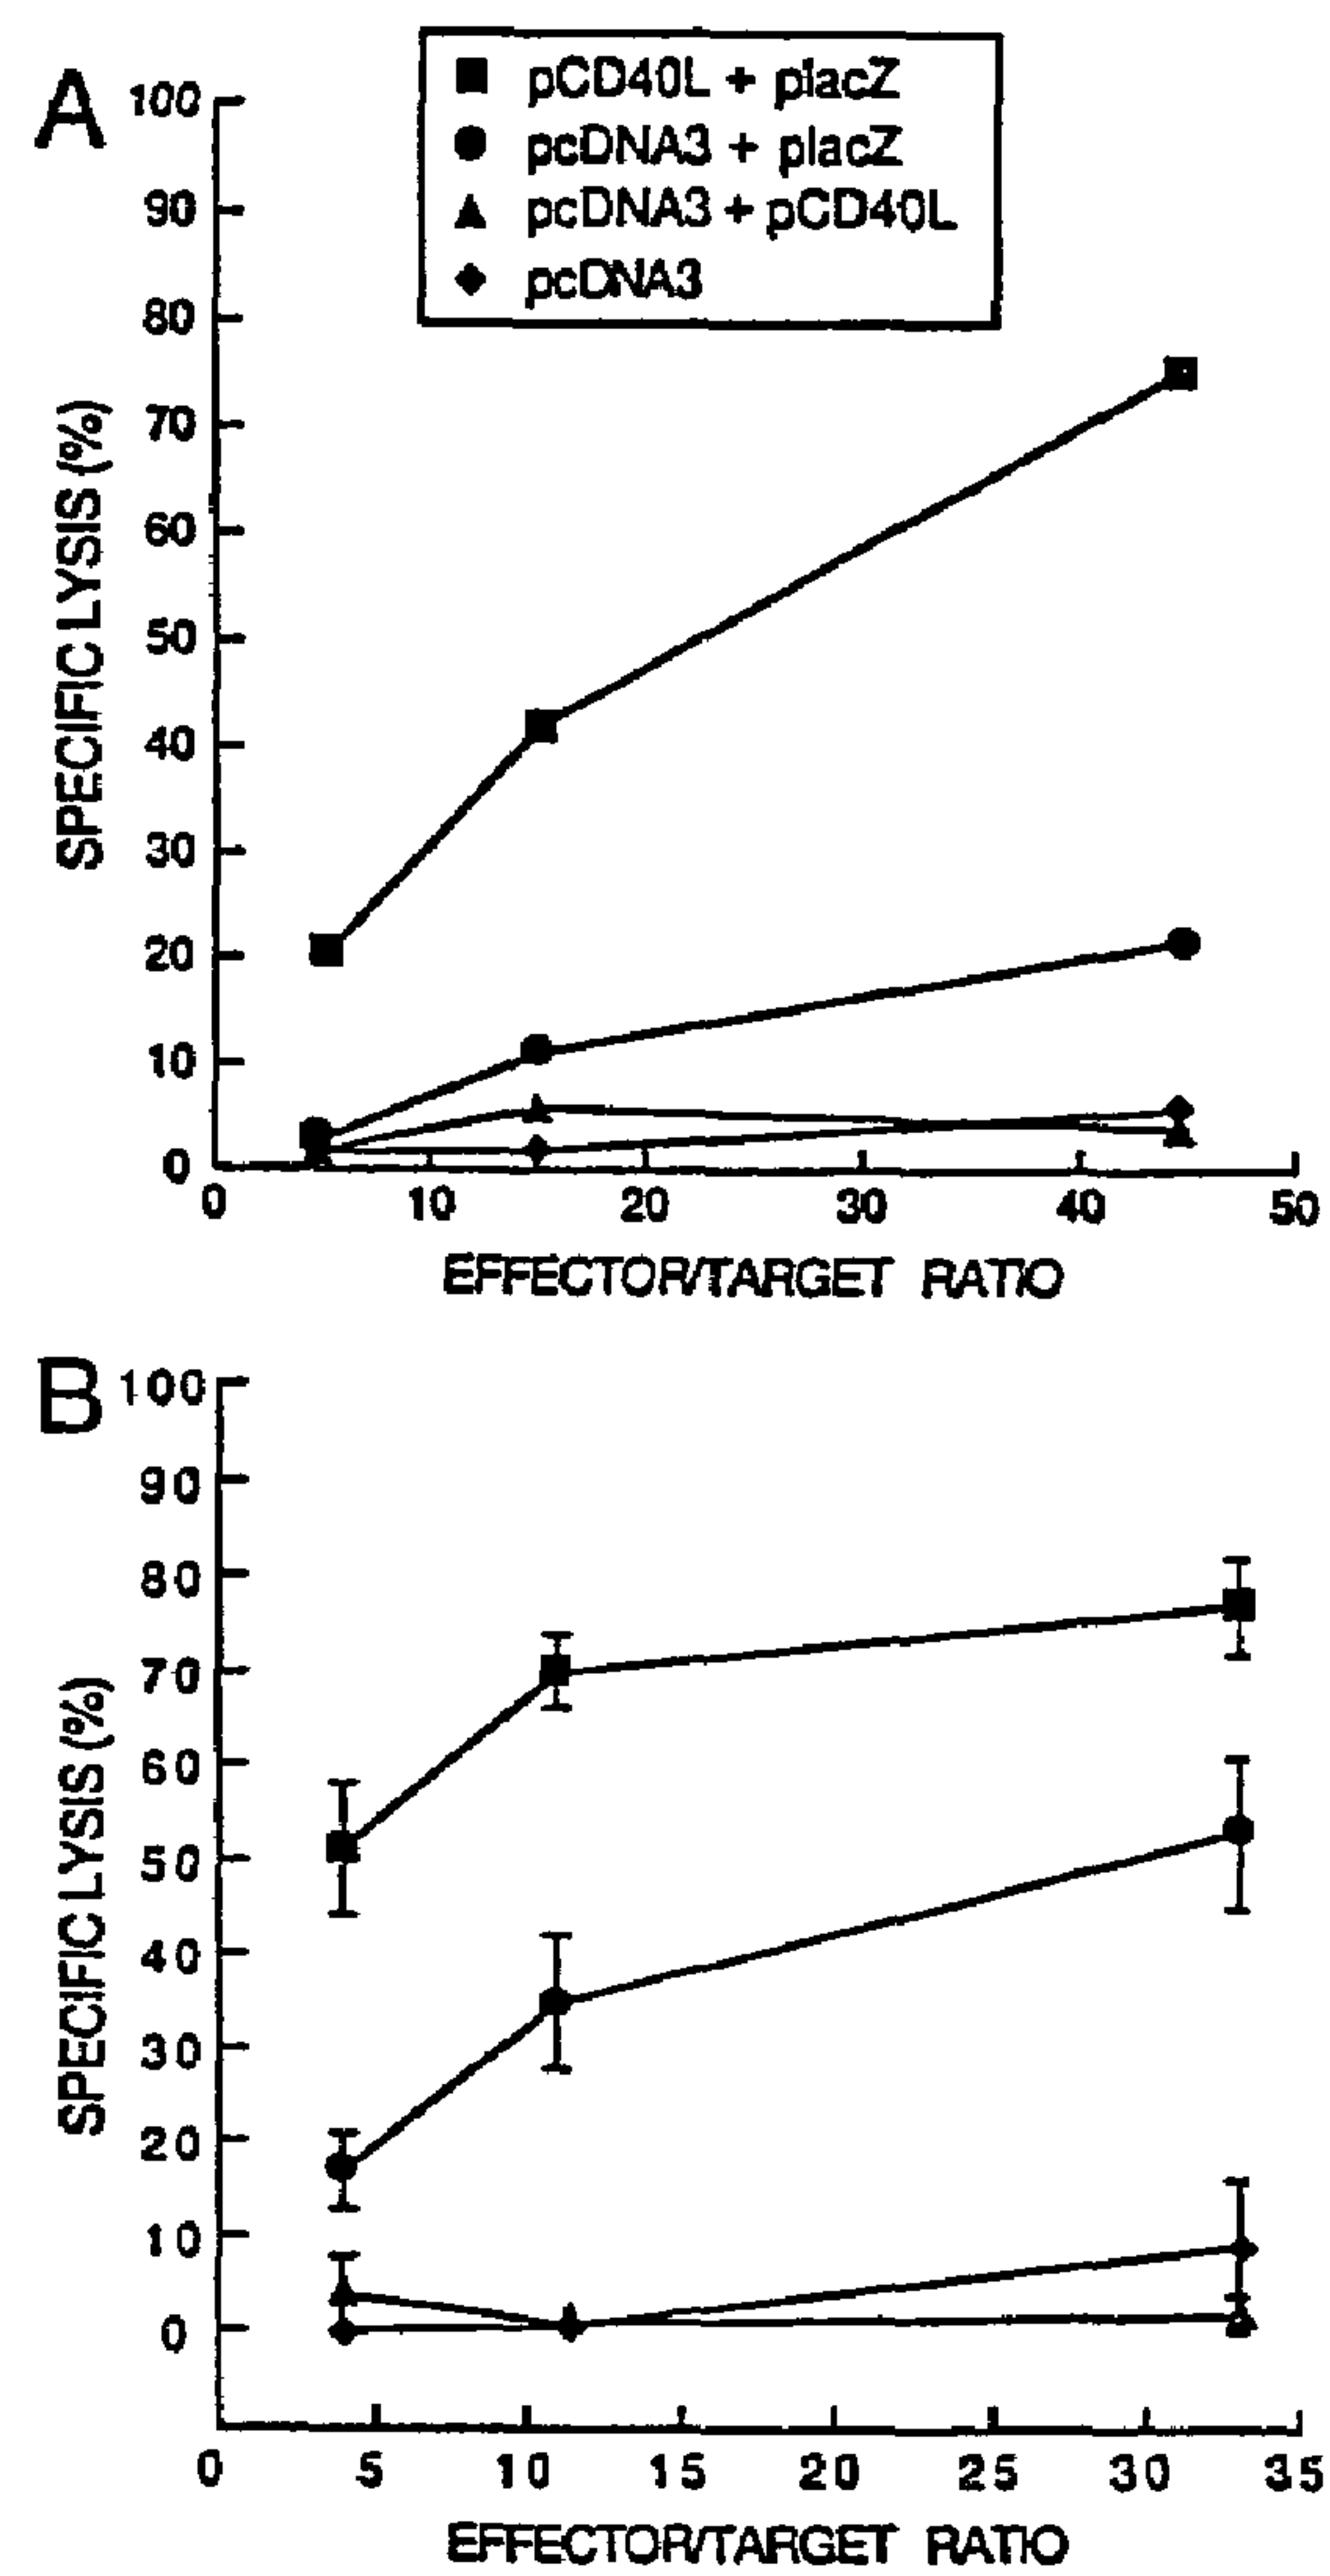 A
pCD40L + placZ
pcDNA3 + placZ
pcDNA3 + pCD40L
pcDNA3
100
90
80
70
60
50
40
30
20
10
0
SPECIFIC LYSIS (%)
0 10 20 30 40 50
EFFECTOR/TARGET RATIO
B
100
90
80
70
60
50
40
30
20
10
0
SPECIFIC LYSIS (%)
0 5 10 15 20 25 30 35
EFFECTOR/TARGET RATIO